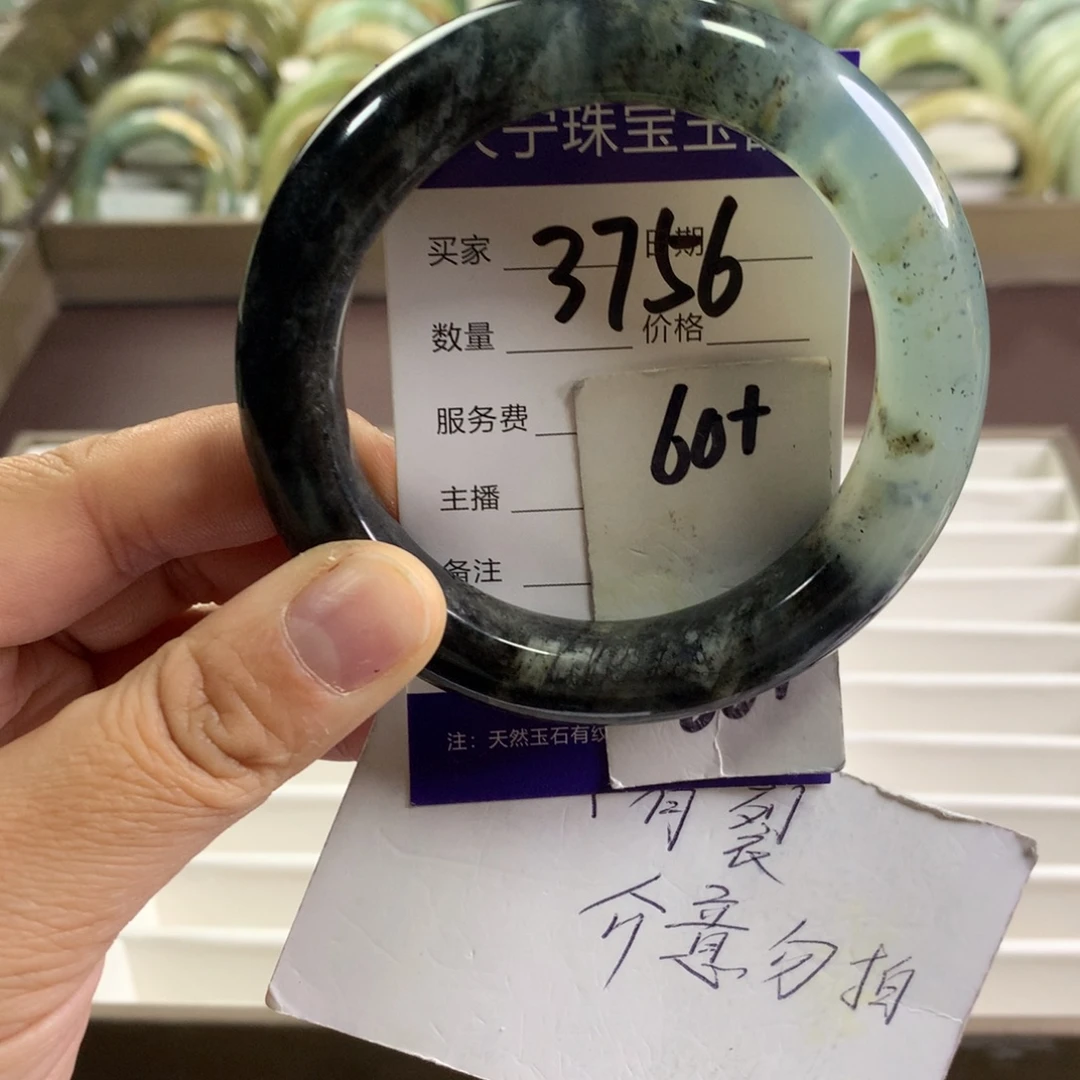 宁珠宝玉
3756
买家 日期
数量 价格
服务费
60+
主播
备注
注：天然玉石有纹
有裂
介意勿拍